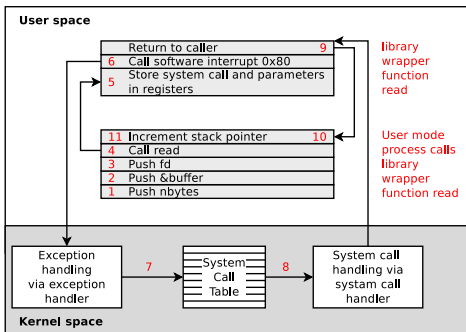 User space
Return to caller 9
6 Call software interrupt 0x80
5 Store system call and parameters
in registers
library
wrapper
function
read
11 Increment stack pointer 10
4 Call read
3 Push fd
2 Push &buffer
1 Push nbytes
User mode
process calls
library
wrapper
function read
Exception
handling
via exception
handler
7
System
Call
Table
8
System call
handling via
systam call
handler
Kernel space